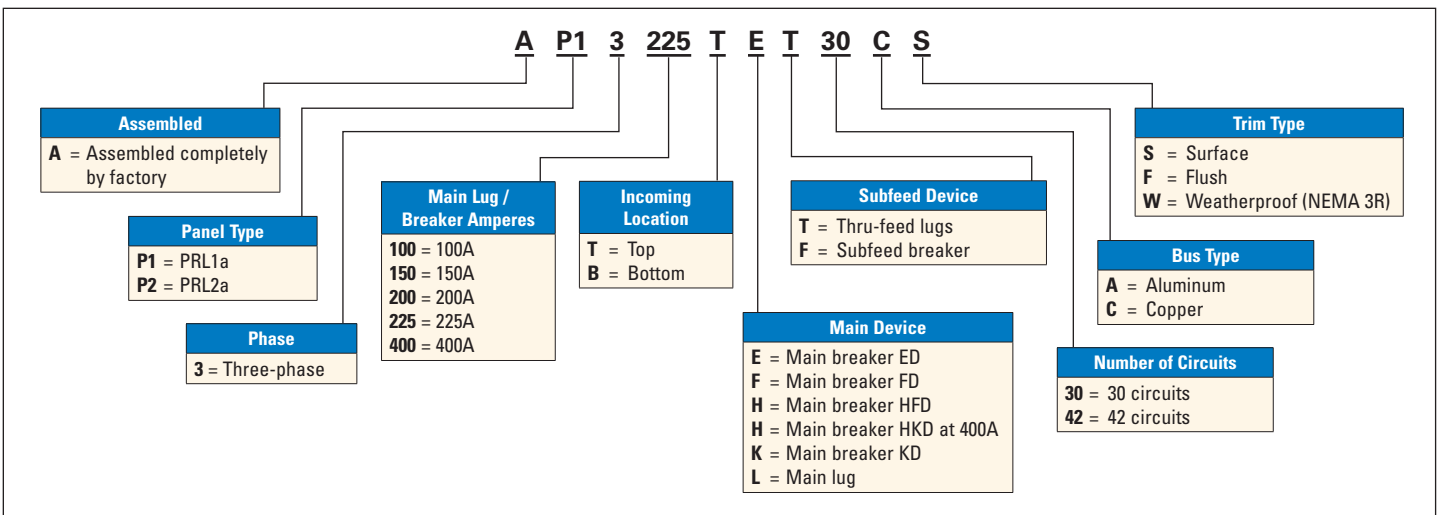 A P1 3 225 T E T 30 C S
Assembled
A = Assembled completely
by factory
Panel Type
P1 = PRL1a
P2 = PRL2a
Phase
3 = Three-phase
Main Lug /
Breaker Amperes
100 = 100A
150 = 150A
200 = 200A
225 = 225A
400 = 400A
Incoming
Location
T = Top
B = Bottom
Main Device
E = Main breaker ED
F = Main breaker FD
H = Main breaker HFD
H = Main breaker HKD at 400A
K = Main breaker KD
L = Main lug
Subfeed Device
T = Thru-feed lugs
F = Subfeed breaker
Number of Circuits
30 = 30 circuits
42 = 42 circuits
Bus Type
A = Aluminum
C = Copper
Trim Type
S = Surface
F = Flush
W = Weatherproof (NEMA 3R)